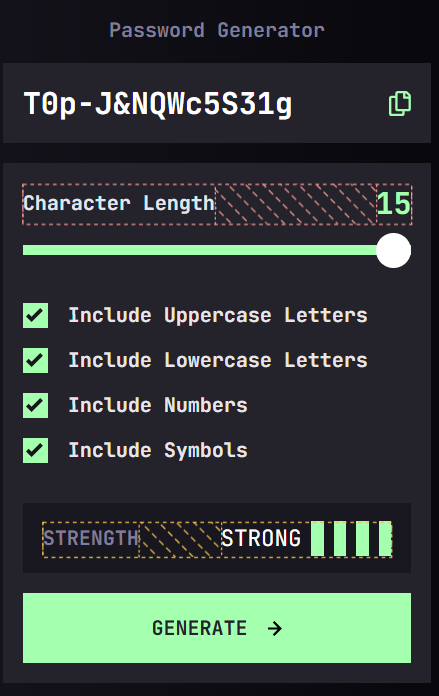 Password Generator
T0p-J&NQWc5S31g
Character Length 15
Include Uppercase Letters
Include Lowercase Letters
Include Numbers
Include Symbols
STRENGTH STRONG
GENERATE →